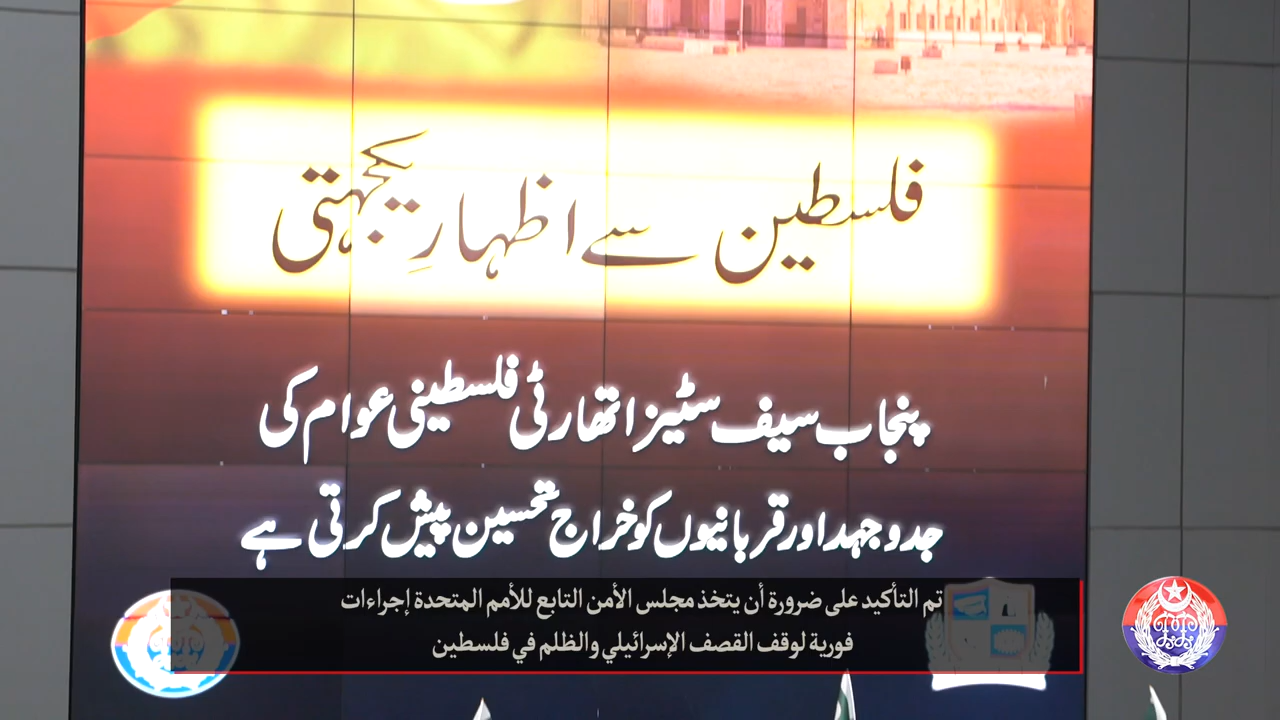 فلسطین سے اظہارِ یکجہتی
پنجاب سیف سٹیز اتھارٹی فلسطینی عوام کی
جدوجہد اور قربانیوں کو خراج تحسین پیش کرتی ہے
تم التأكيد على ضرورة أن يتخذ مجلس الأمن التابع للأمم المتحدة إجراءات
فورية لوقف القصف الإسرائيلي والظلم في فلسطين